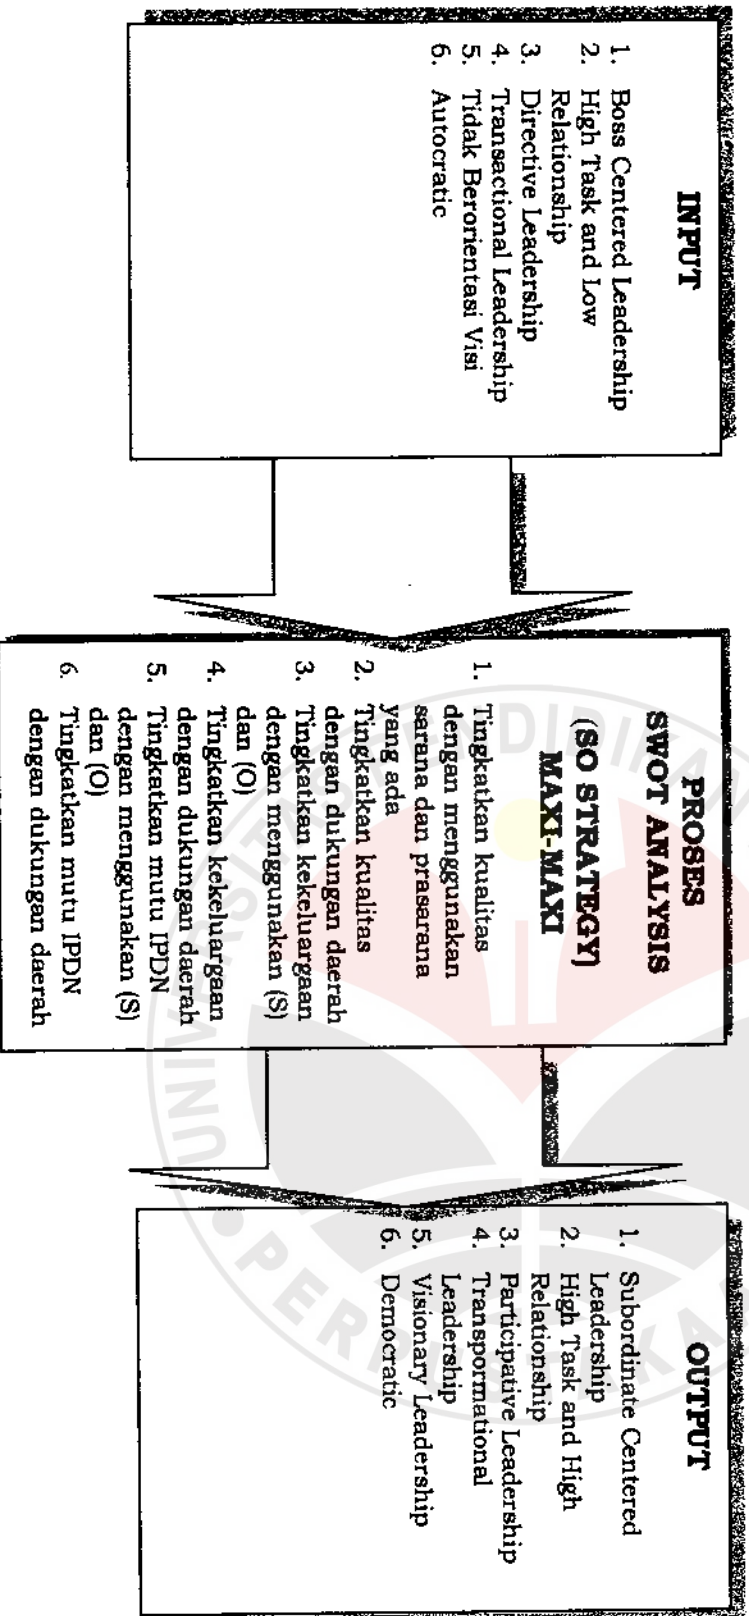 INPUT
1. Boss Centered Leadership
2. High Task and Low
Relationship
3. Directive Leadership
4. Transactional Leadership
5. Tidak Berorientasi Visi
6. Autocratic
PROSES
SWOT ANALYSIS
(SO STRATEGY)
MAXI-MAXI
1. Tingkatkan kualitas
dengan menggunakan
sarana dan prasarana
yang ada
2. Tingkatkan kualitas
dengan dukungan daerah
3. Tingkatkan kekeluargaan
dengan menggunakan (S)
dan (O)
4. Tingkatkan kekeluargaan
dengan dukungan daerah
5. Tingkatkan mutu IPDN
dengan menggunakan (S)
dan (O)
6. Tingkatkan mutu IPDN
dengan dukungan daerah
OUTPUT
1. Subordinate Centered
Leadership
2. High Task and High
Relationship
3. Participative Leadership
4. Transpormational
Leadership
5. Visionary Leadership
6. Democratic